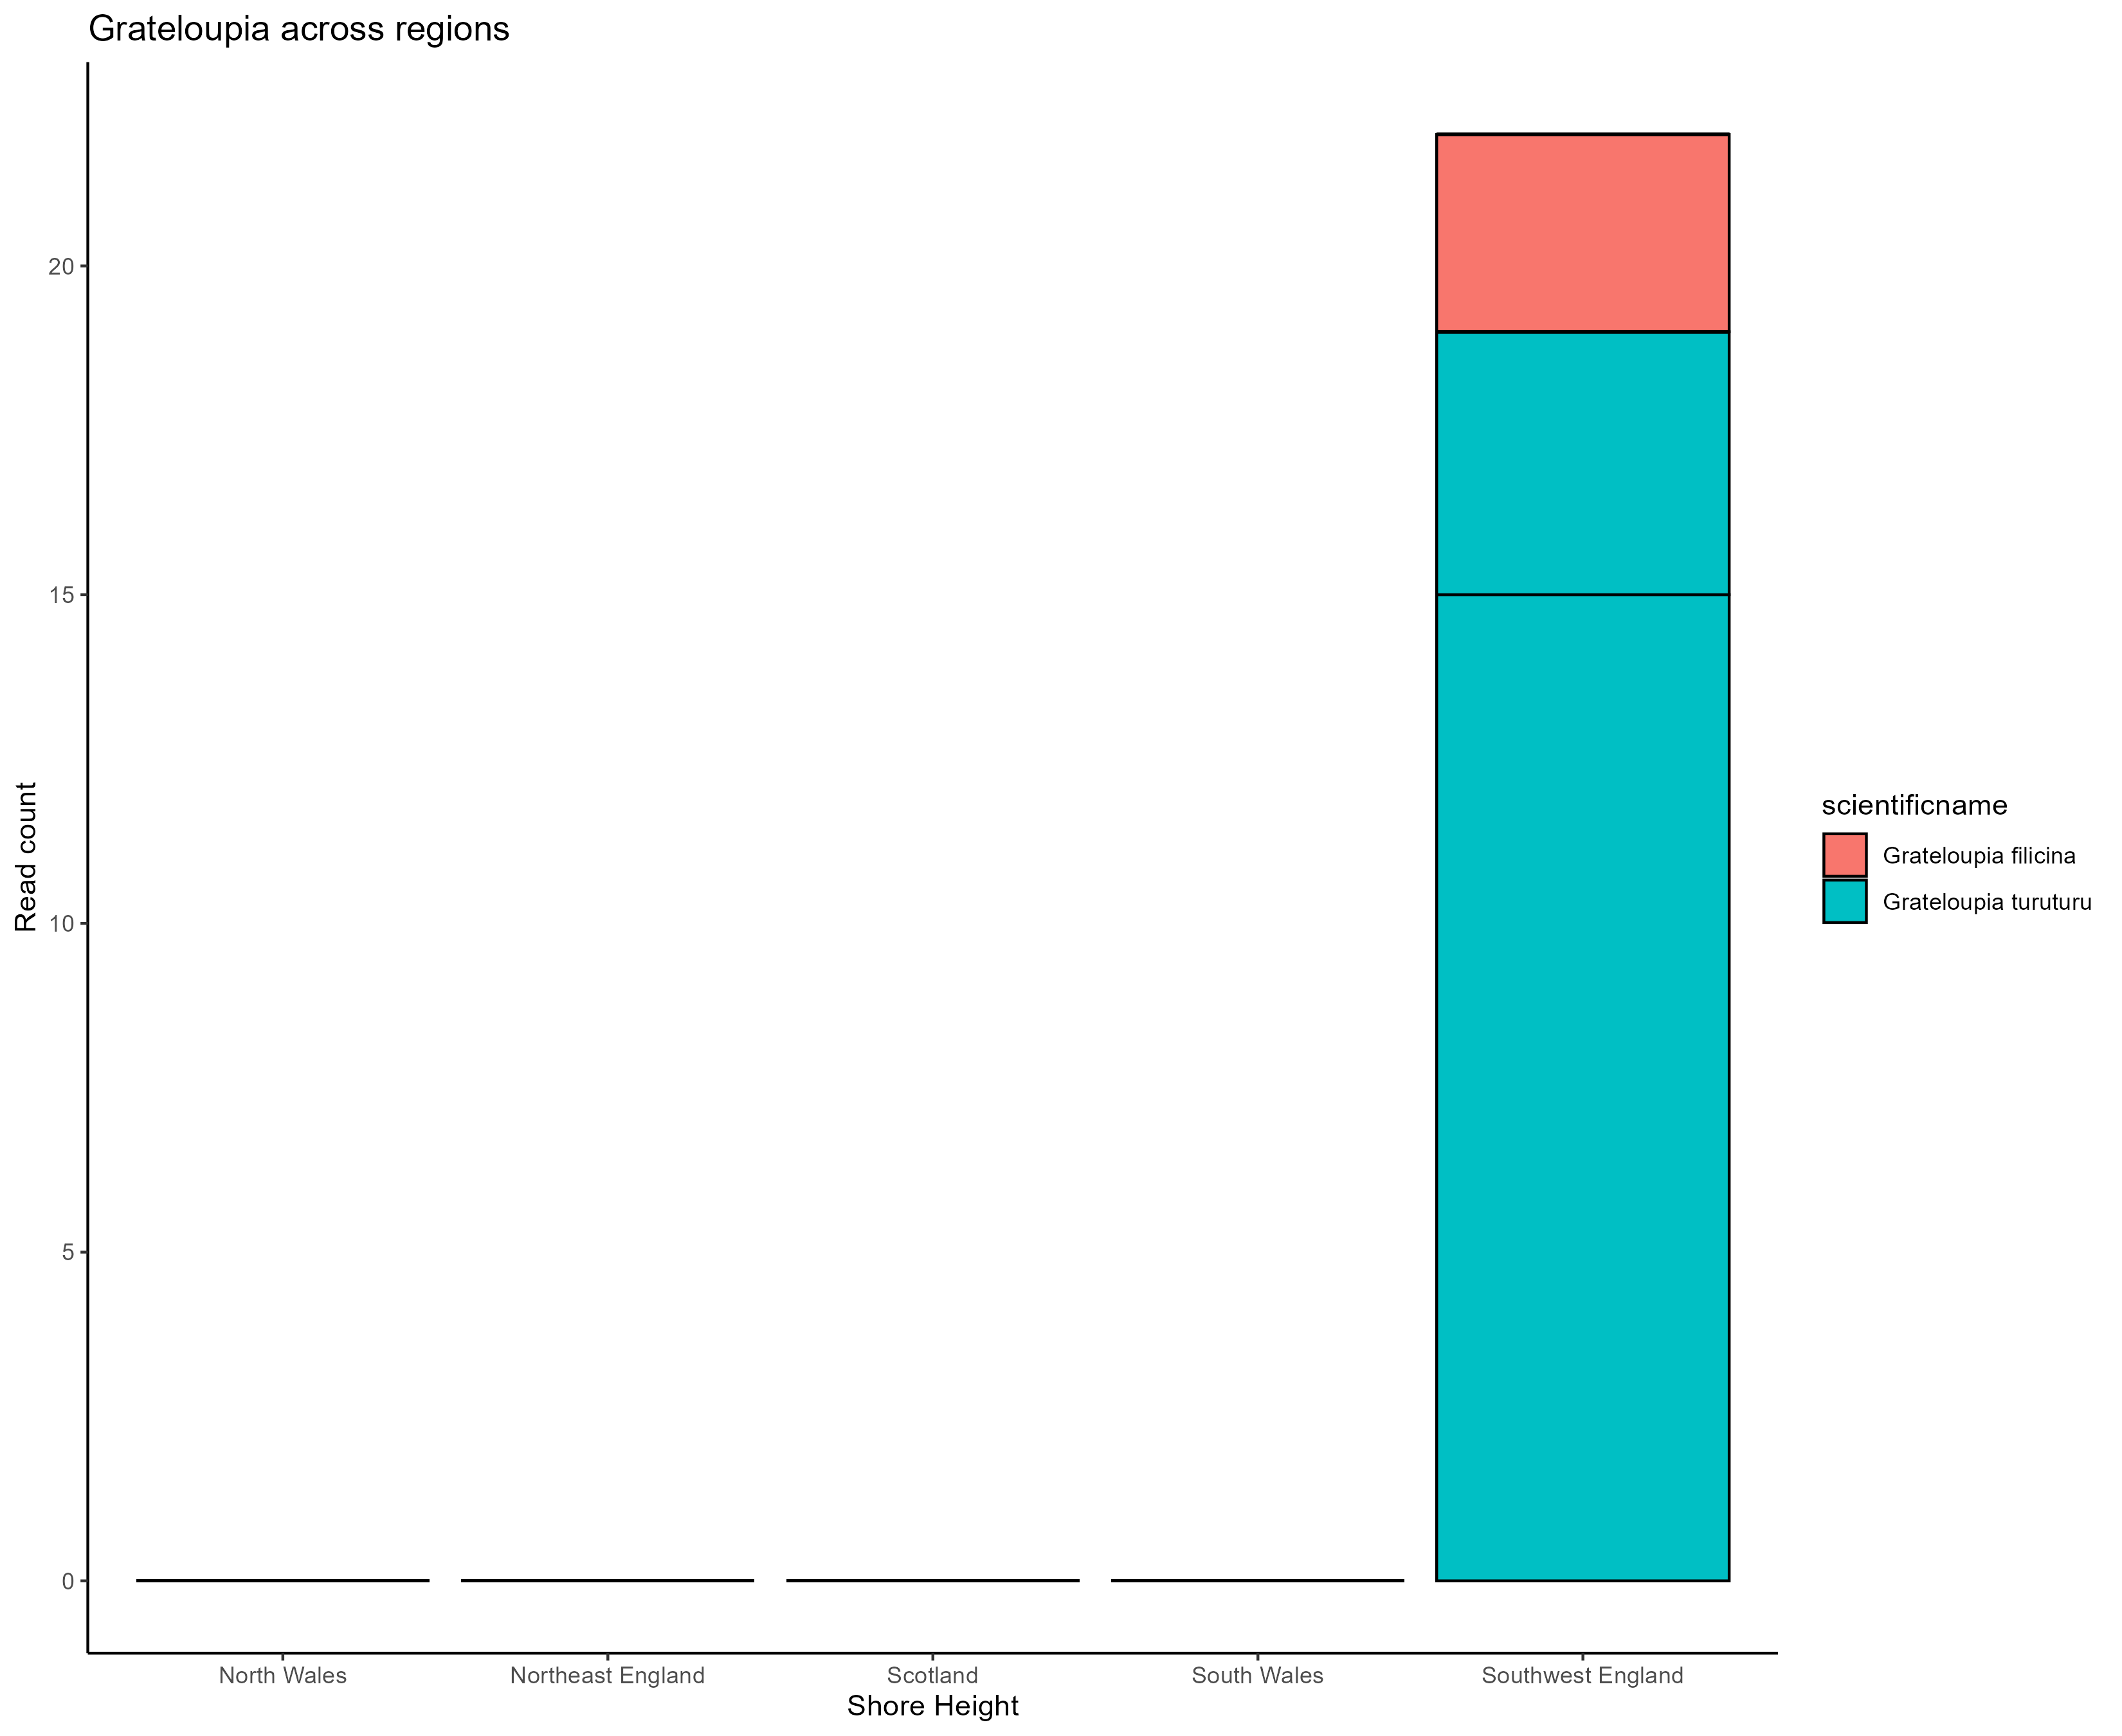 Grateloupia across regions
Read count
20
15
10
5
0
North Wales
Northeast England
Scotland
South Wales
Southwest England
Shore Height
scientificname
Grateloupia filicina
Grateloupia turuturu